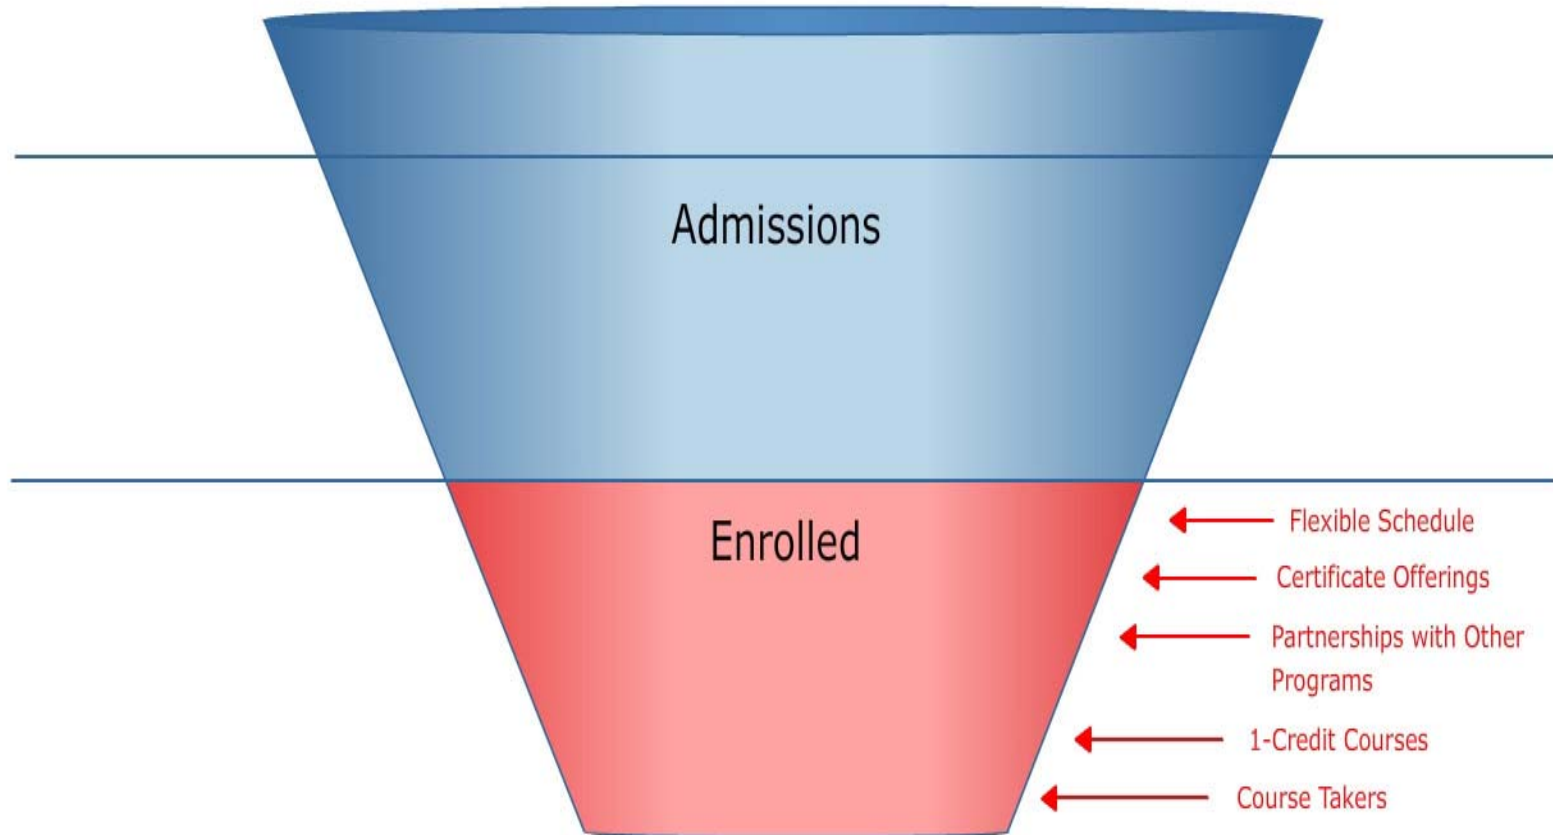 Admissions
Enrolled
Flexible Schedule
Certificate Offerings
Partnerships with Other
Programs
1-Credit Courses
Course Takers